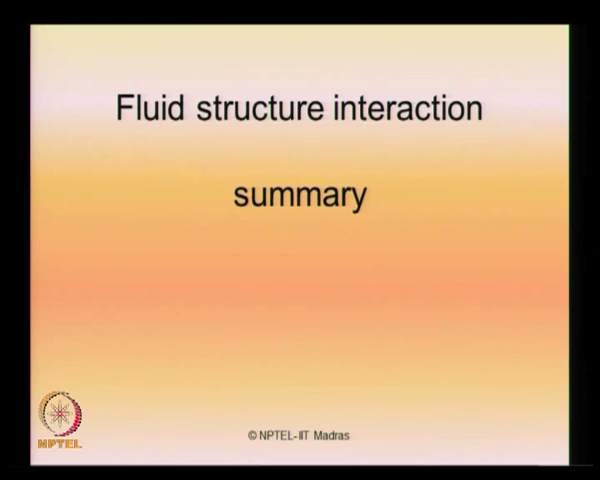 Fluid structure interaction
summary
NPTEL
© NPTEL-IIT Madras